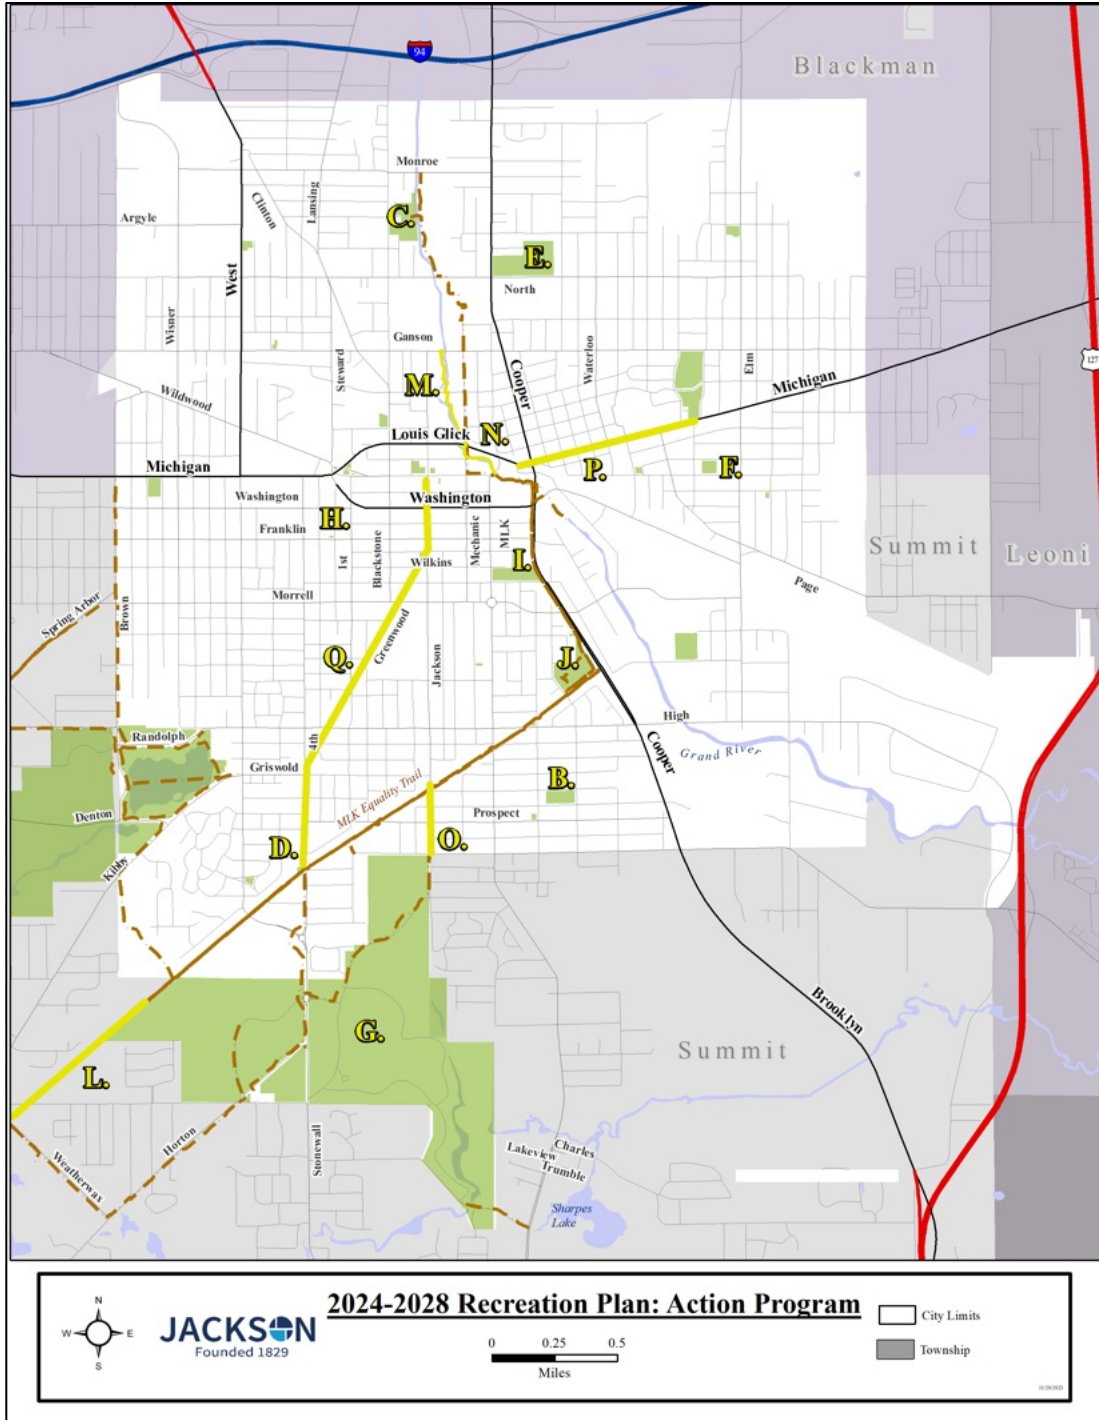 94
Blackman
Monroe
Lansing
Clinton
Argyle
C.
E.
West
North
Wisner
Ganson
Waterloo
Elm
127
Steward
Cooper
M.
Michigan
Wildwood
Louis Glick
N.
Michigan
P.
F.
Washington
Washington
H.
Franklin
Mechanic
MLK
Summit
Leoni
1st
Blackstone
Wilkins
I.
Page
Morrell
Spring Arbor
Brown
Greenwood
Q.
Jackson
J.
High
Randolph
4th
Cooper
Grand River
Griswold
MLK Equality Trail
B.
Denton
Prospect
D.
O.
Kibby
Brooklyn
G.
Summit
L.
Horton
Stonewall
Charles
Lakeview
Trumble
Weatherwax
Sharpes
Lake
2024-2028 Recreation Plan: Action Program
N
W E
S
JACKSON
Founded 1829
0 0.25 0.5
Miles
City Limits
Township
11/20/2023